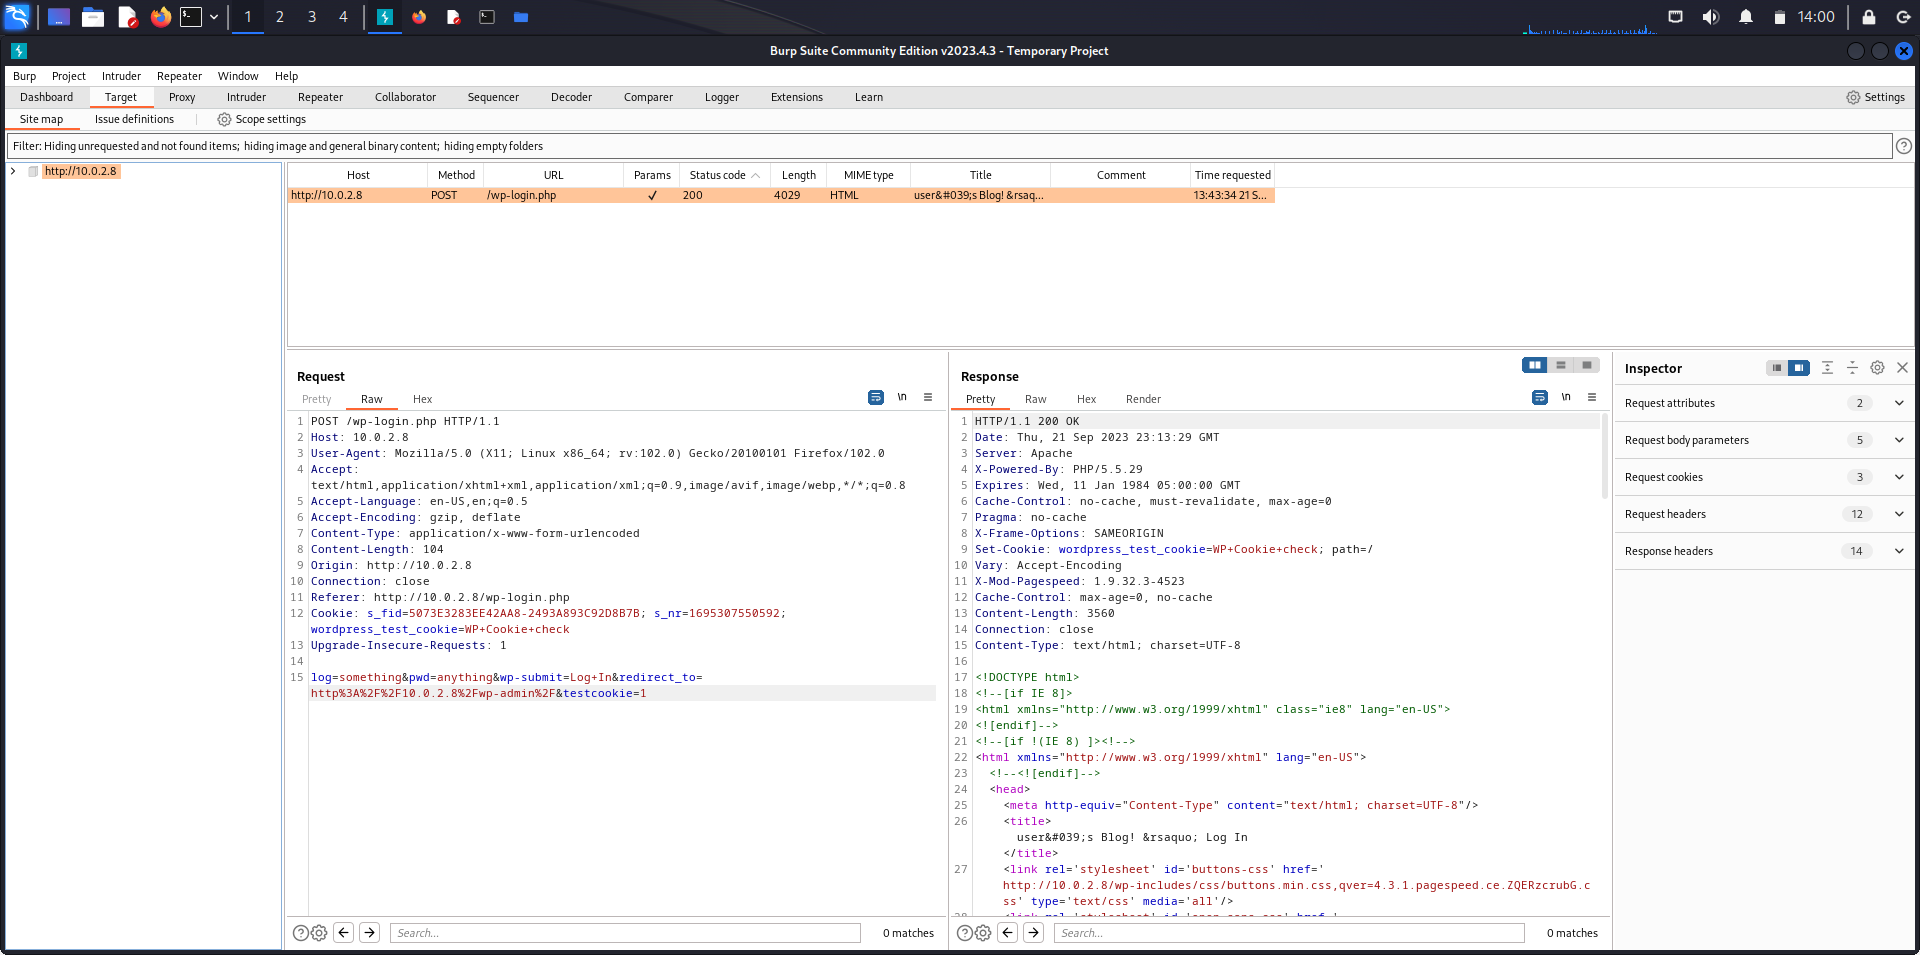 1 2 3 4 14:00
Burp Suite Community Edition v2023.4.3 - Temporary Project
Burp Project Intruder Repeater Window Help
Dashboard Target Proxy Intruder Repeater Collaborator Sequencer Decoder Comparer Logger Extensions Learn Settings
Site map Issue definitions Scope settings
Filter: Hiding unrequested and not found items; hiding image and general binary content; hiding empty folders
http://10.0.2.8
Host Method URL Params Status code Length MIME type Title Comment Time requested
http://10.0.2.8 POST /wp-login.php ✓ 200 4029 HTML user&#039;s Blog! &rsaq... 13:43:34 21 S...
Request
Pretty Raw Hex \n
1 POST /wp-login.php HTTP/1.1
2 Host: 10.0.2.8
3 User-Agent: Mozilla/5.0 (X11; Linux x86_64; rv:102.0) Gecko/20100101 Firefox/102.0
4 Accept:
text/html,application/xhtml+xml,application/xml;q=0.9,image/avif,image/webp,*/*;q=0.8
5 Accept-Language: en-US,en;q=0.5
6 Accept-Encoding: gzip, deflate
7 Content-Type: application/x-www-form-urlencoded
8 Content-Length: 104
9 Origin: http://10.0.2.8
10 Connection: close
11 Referer: http://10.0.2.8/wp-login.php
12 Cookie: s_fid=5073E3283EE42AA8-2493A893C92D8B7B; s_nr=1695307550592;
wordpress_test_cookie=WP+Cookie+check
13 Upgrade-Insecure-Requests: 1
14
15 log=something&pwd=anything&wp-submit=Log+In&redirect_to=
http%3A%2F%2F10.0.2.8%2Fwp-admin%2F&testcookie=1
Search... 0 matches
Response
Pretty Raw Hex Render \n
1 HTTP/1.1 200 OK
2 Date: Thu, 21 Sep 2023 23:13:29 GMT
3 Server: Apache
4 X-Powered-By: PHP/5.5.29
5 Expires: Wed, 11 Jan 1984 05:00:00 GMT
6 Cache-Control: no-cache, must-revalidate, max-age=0
7 Pragma: no-cache
8 X-Frame-Options: SAMEORIGIN
9 Set-Cookie: wordpress_test_cookie=WP+Cookie+check; path=/
10 Vary: Accept-Encoding
11 X-Mod-Pagespeed: 1.9.32.3-4523
12 Cache-Control: max-age=0, no-cache
13 Content-Length: 3560
14 Connection: close
15 Content-Type: text/html; charset=UTF-8
16
17 <!DOCTYPE html>
18 <!--[if IE 8]>
19 <html xmlns="http://www.w3.org/1999/xhtml" class="ie8" lang="en-US">
20 <![endif]-->
21 <!--[if !(IE 8) ]><!-->
22 <html xmlns="http://www.w3.org/1999/xhtml" lang="en-US">
23 <!--<![endif]-->
24 <head>
25 <meta http-equiv="Content-Type" content="text/html; charset=UTF-8"/>
26 <title>
user&#039;s Blog! &rsaquo; Log In
</title>
27 <link rel='stylesheet' id='buttons-css' href='
http://10.0.2.8/wp-includes/css/buttons.min.css,qver=4.3.1.pagespeed.ce.ZQERzcrubG.c
ss' type='text/css' media='all'/>
Search... 0 matches
Inspector
Request attributes 2
Request body parameters 5
Request cookies 3
Request headers 12
Response headers 14